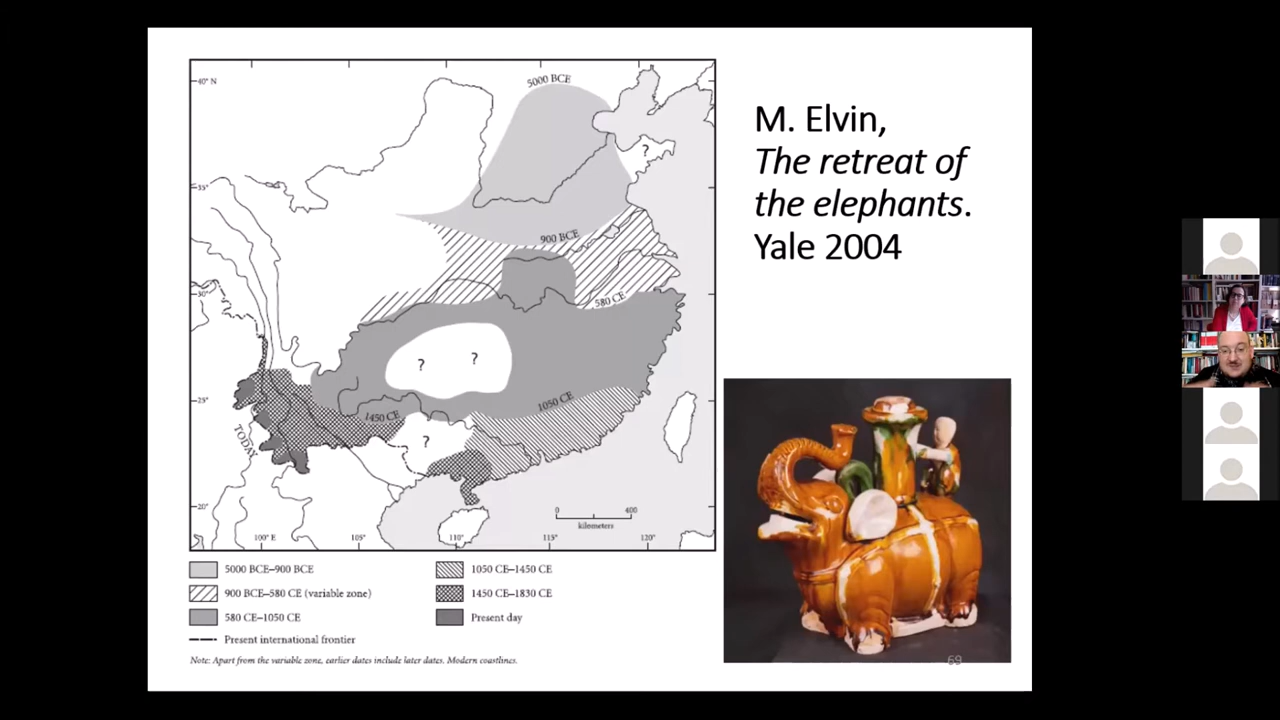 M. Elvin,
The retreat of
the elephants.
Yale 2004
5000 BCE
40° N
?
35°
900 BCE
30°
580 CE
? ?
25°
1050 CE
1450 CE
TODAY
?
20°
0 400
kilometers
100° E 105° 110° 115° 120°
5000 BCE–900 BCE
900 BCE–580 CE (variable zone)
580 CE–1050 CE
Present international frontier
1050 CE–1450 CE
1450 CE–1830 CE
Present day
Note: Apart from the variable zone, earlier dates include later dates. Modern coastlines.
69